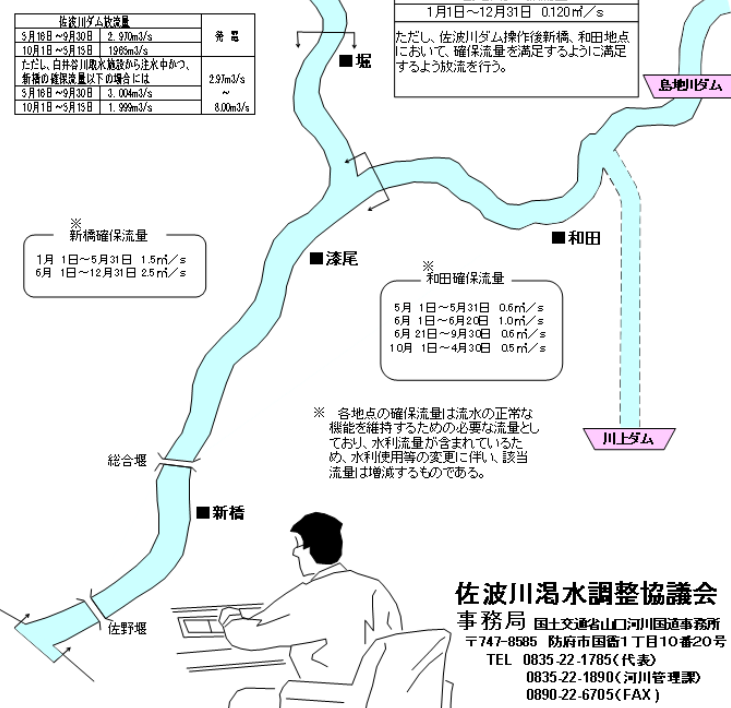 佐波川ダム放流量
5月16日~9月30日 2.970m3/s
10月1日~5月15日 1965m3/s
ただし、白井谷川取水施設から注水中かつ、
新橋の確保流量以下の場合には
5月16日~9月30日 3.004m3/s
10月1日~5月15日 1.999m3/s
発電
2.97m3/s
~
8.00m3/s
1月1日~12月31日 0.120㎥/s
ただし、佐波川ダム操作後新橋、和田地点
において、確保流量を満足するように満足
するよう放流を行う。
■堀
島地川ダム
※
新橋確保流量
1月 1日~5月31日 1.5㎥/s
6月 1日~12月31日 2.5㎥/s
■漆尾
■和田
※
和田確保流量
5月 1日~5月31日 0.6㎥/s
6月 1日~6月20日 1.0㎥/s
6月21日~9月30日 0.6㎥/s
10月 1日~4月30日 0.5㎥/s
※ 各地点の確保流量は流水の正常な
機能を維持するための必要な流量とし
ており、水利流量が含まれているた
め、水利使用等の変更に伴い、該当
流量は増減するものである。
川上ダム
総合堰
■新橋
佐野堰
佐波川渇水調整協議会
事務局 国土交通省山口河川国道事務所
〒747-8585 防府市国衙1丁目10番20号
TEL 0835-22-1785(代表)
0835-22-1890(河川管理課)
0890-22-6705(FAX)